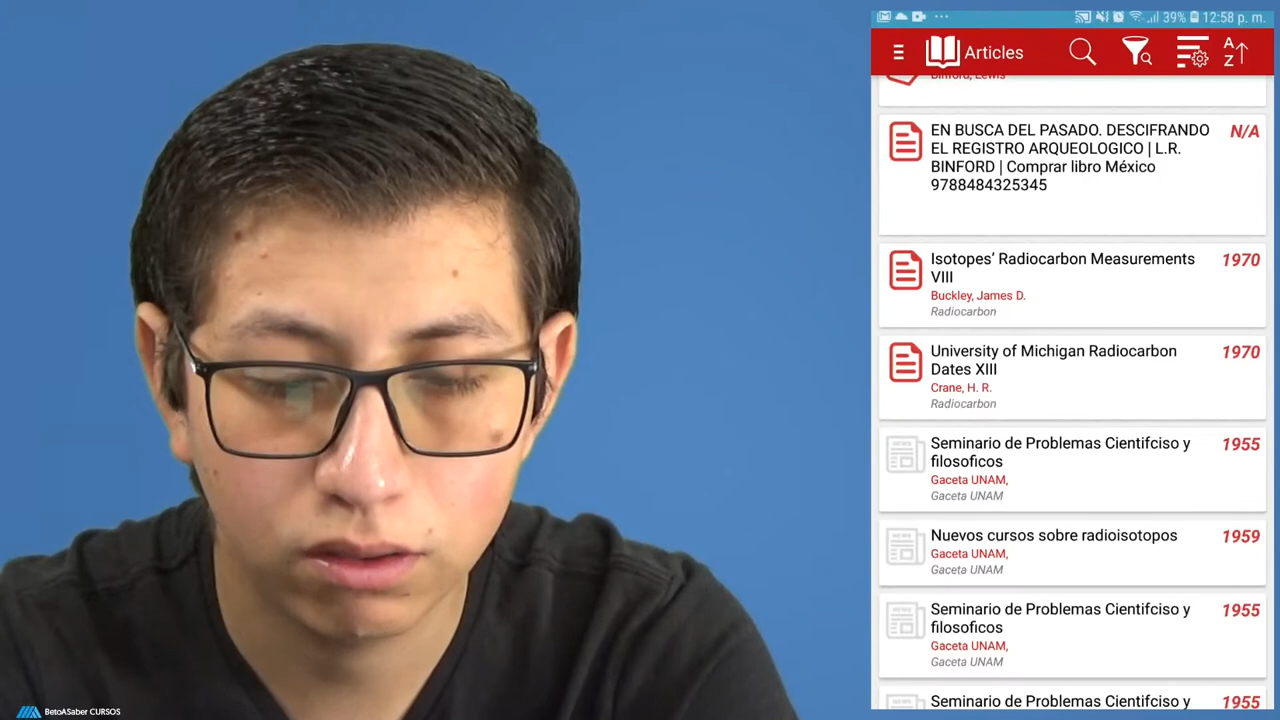 39% 12:58 p. m.
Articles
A
Z
Binford, Lewis
EN BUSCA DEL PASADO. DESCIFRANDO
EL REGISTRO ARQUEOLOGICO | L.R.
BINFORD | Comprar libro México
9788484325345
N/A
Isotopes’ Radiocarbon Measurements
VIII
1970
Buckley, James D.
Radiocarbon
University of Michigan Radiocarbon
Dates XIII
1970
Crane, H. R.
Radiocarbon
Seminario de Problemas Cientifciso y
filosoficos
1955
Gaceta UNAM,
Gaceta UNAM
Nuevos cursos sobre radioisotopos
1959
Gaceta UNAM,
Gaceta UNAM
Seminario de Problemas Cientifciso y
filosoficos
1955
Gaceta UNAM,
Gaceta UNAM
Seminario de Problemas Cientifciso y
1955
BetoASaber CURSOS